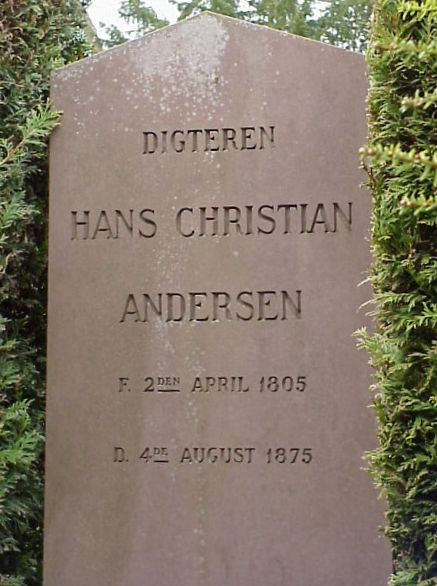 DIGTEREN
HANS CHRISTIAN
ANDERSEN
F. 2DEN APRIL 1805
D. 4DE AUGUST 1875